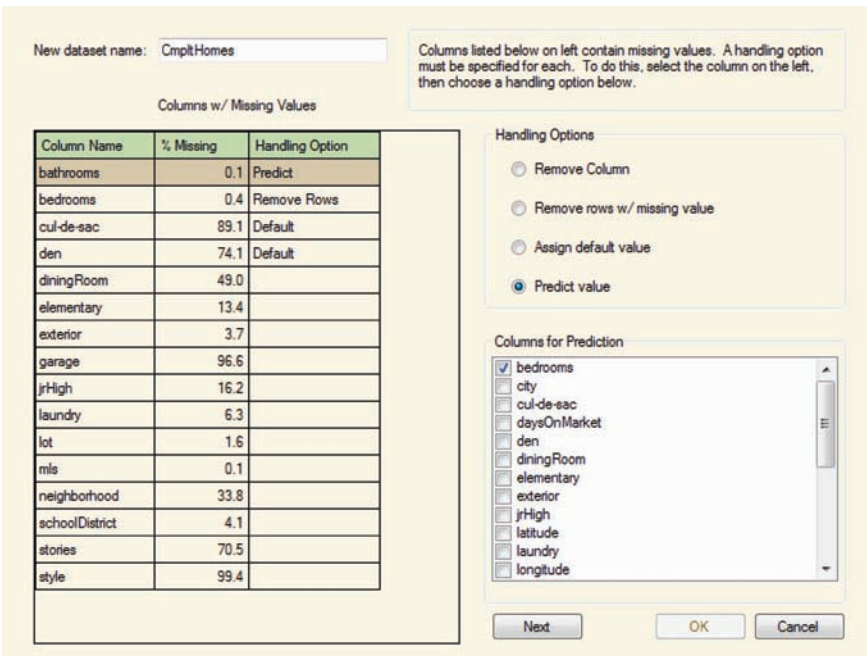 New dataset name: CmpltHomes
Columns listed below on left contain missing values. A handling option
must be specified for each. To do this, select the column on the left,
then choose a handling option below.
Columns w/ Missing Values
Column Name % Missing Handling Option
bathrooms 0.1 Predict
bedrooms 0.4 Remove Rows
cul-de-sac 89.1 Default
den 74.1 Default
diningRoom 49.0
elementary 13.4
exterior 3.7
garage 96.6
jrHigh 16.2
laundry 6.3
lot 1.6
mls 0.1
neighborhood 33.8
schoolDistrict 4.1
stories 70.5
style 99.4
Handling Options
Remove Column
Remove rows w/ missing value
Assign default value
Predict value
Columns for Prediction
bedrooms
city
cul-de-sac
daysOnMarket
den
diningRoom
elementary
exterior
jrHigh
latitude
laundry
longitude
Next OK Cancel